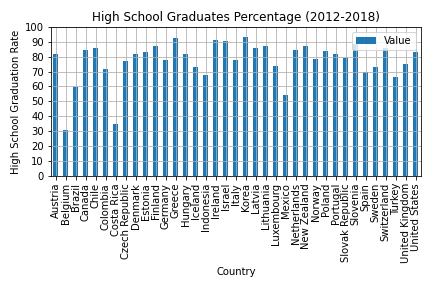 High School Graduates Percentage (2012-2018)
Value
High School Graduation Rate
100
90
80
70
60
50
40
30
20
10
0
Austria
Belgium
Brazil
Canada
Chile
Colombia
Costa Rica
Czech Republic
Denmark
Estonia
Finland
Germany
Greece
Hungary
Iceland
Indonesia
Ireland
Israel
Italy
Korea
Latvia
Lithuania
Luxembourg
Mexico
Netherlands
New Zealand
Norway
Poland
Portugal
Slovak Republic
Slovenia
Spain
Sweden
Switzerland
Turkey
United Kingdom
United States
Country